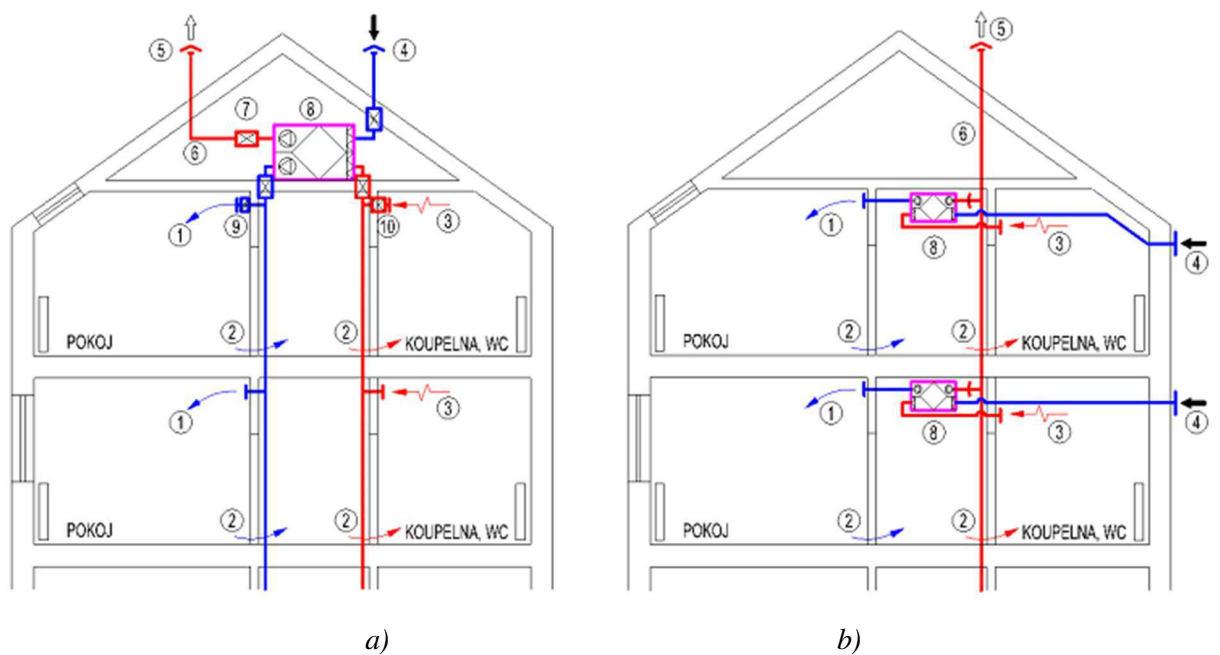 ⑤ ④ ⑤
⑦ ⑧
⑥ ⑥
① ⑨ ⑩ ③ ① ⑧ ③ ④
② ② ② ②
POKOJ KOUPELNA, WC POKOJ KOUPELNA, WC
① ③ ① ⑧ ③ ④
② ② ② ②
POKOJ KOUPELNA, WC POKOJ KOUPELNA, WC
a) b)